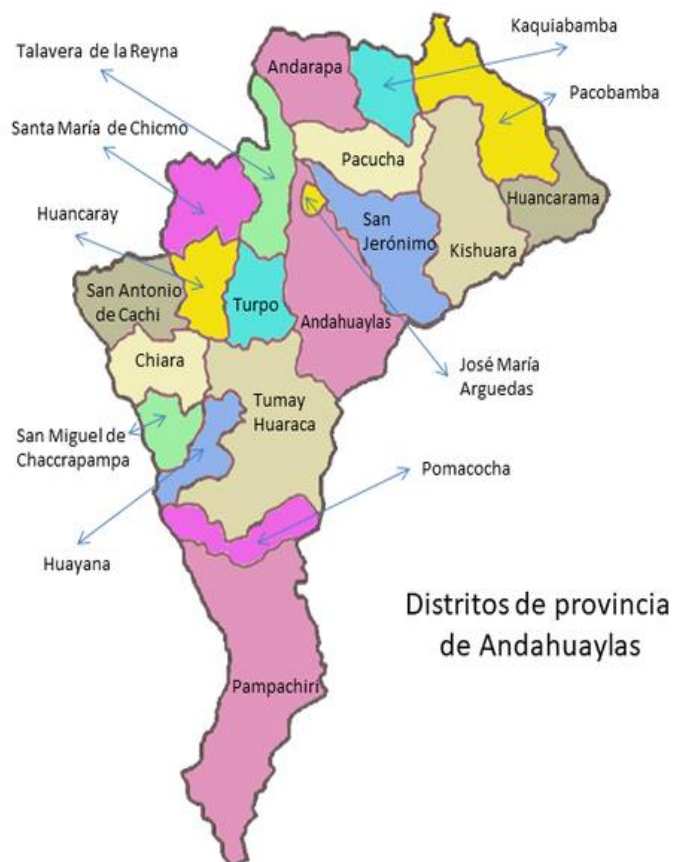 Kaquiabamba
Talavera de la Reyna
Andarapa
Pacobamba
Santa María de Chicmo
Pacucha
Huancarama
Huancaray
San
Jerónimo
Kishuara
San Antonio
de Cachi
Turpo
Andahuaylas
Chiara
José María
Arguedas
Tumay
Huaraca
San Miguel de
Chaccrapampa
Pomacocha
Huayana
Distritos de provincia
de Andahuaylas
Pampachiri